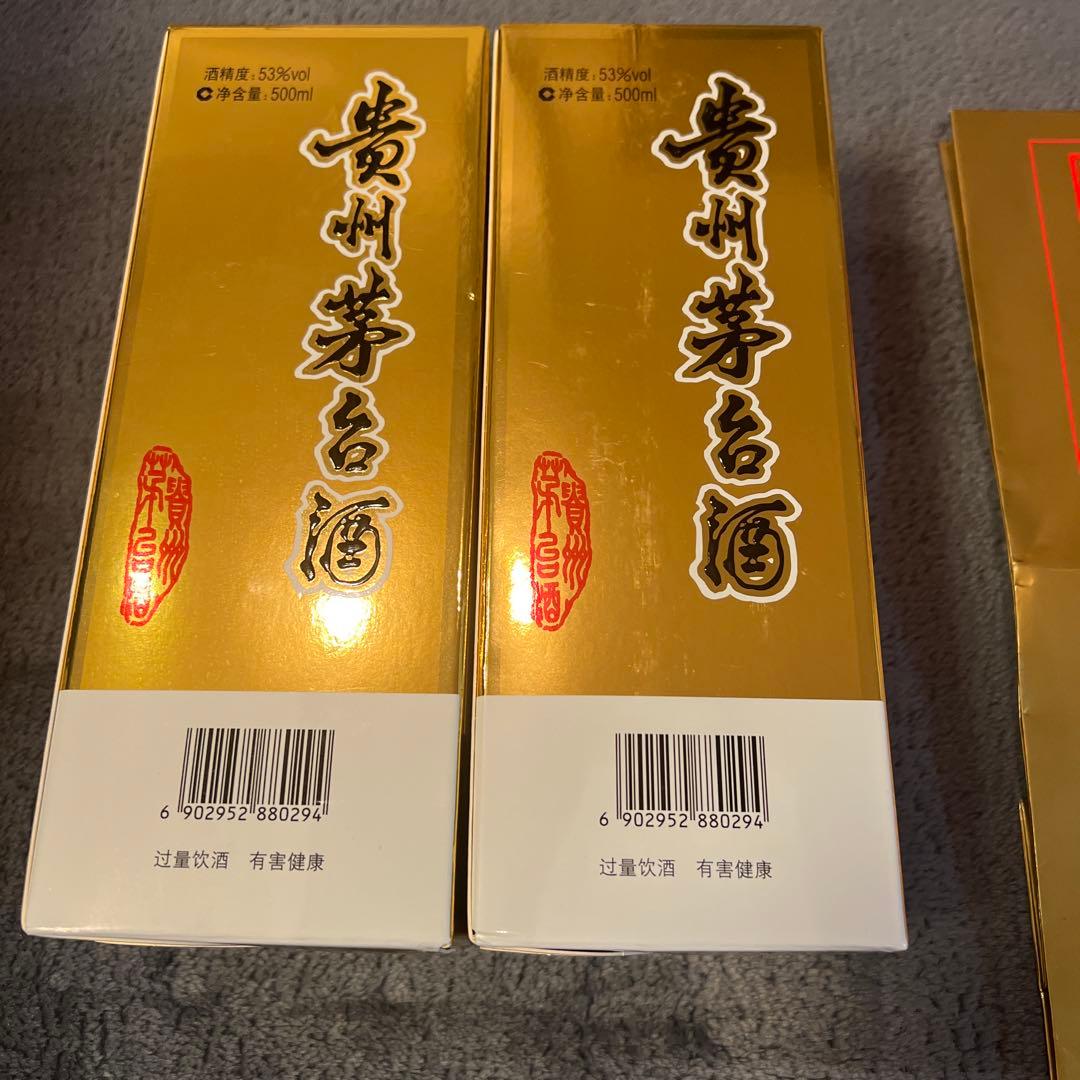 酒精度:53%vol
净含量:500ml
贵州茅台酒
貴州
茅台酒
6 902952 880294
过量饮酒 有害健康
酒精度:53%vol
净含量:500ml
贵州茅台酒
貴州
茅台酒
6 902952 880294
过量饮酒 有害健康